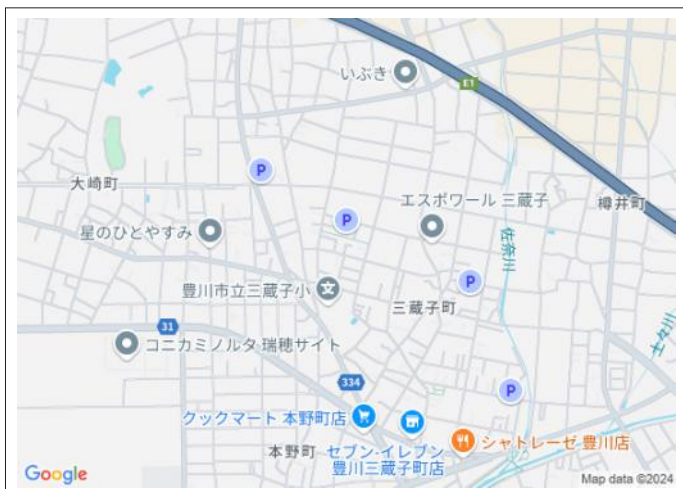 いぶき
E1
P
大崎町
エスポワール 三蔵子
樽井町
P
星のひとやすみ
佐奈川
P
豊川市立三蔵子小
文
三蔵子町
31
コニカミノルタ 瑞穂サイト
土々川
334
P
クックマート 本野町店
セブン-イレブン
豊川三蔵子町店
シャトレーゼ 豊川店
本野町
Google
Map data ©2024